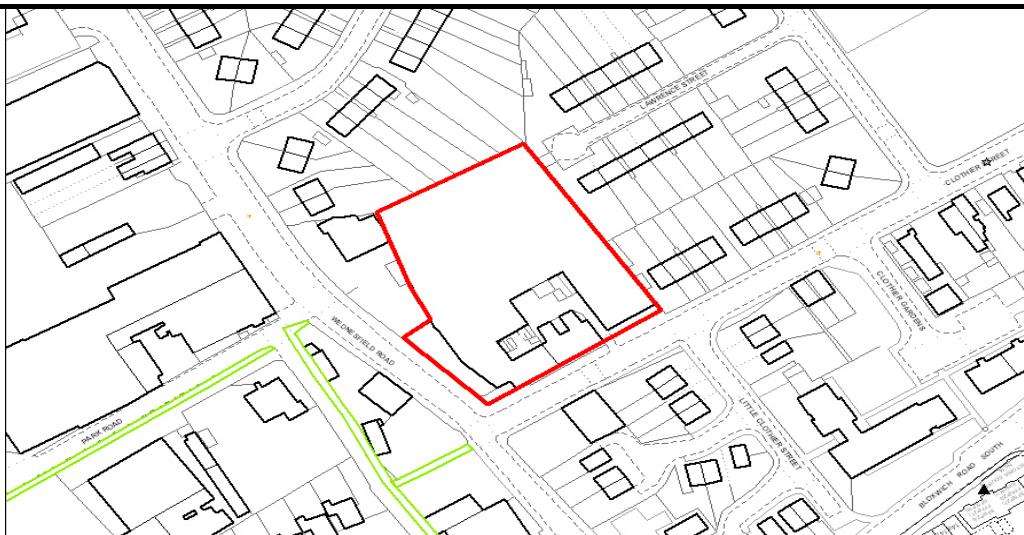 LAWRENCE STREET
CLOTHIER STREET
CLOTHIER GARDENS
WEDNESFIELD ROAD
PARK ROAD
LITTLE CLOTHIER STREET
BLOXWICH ROAD SOUTH